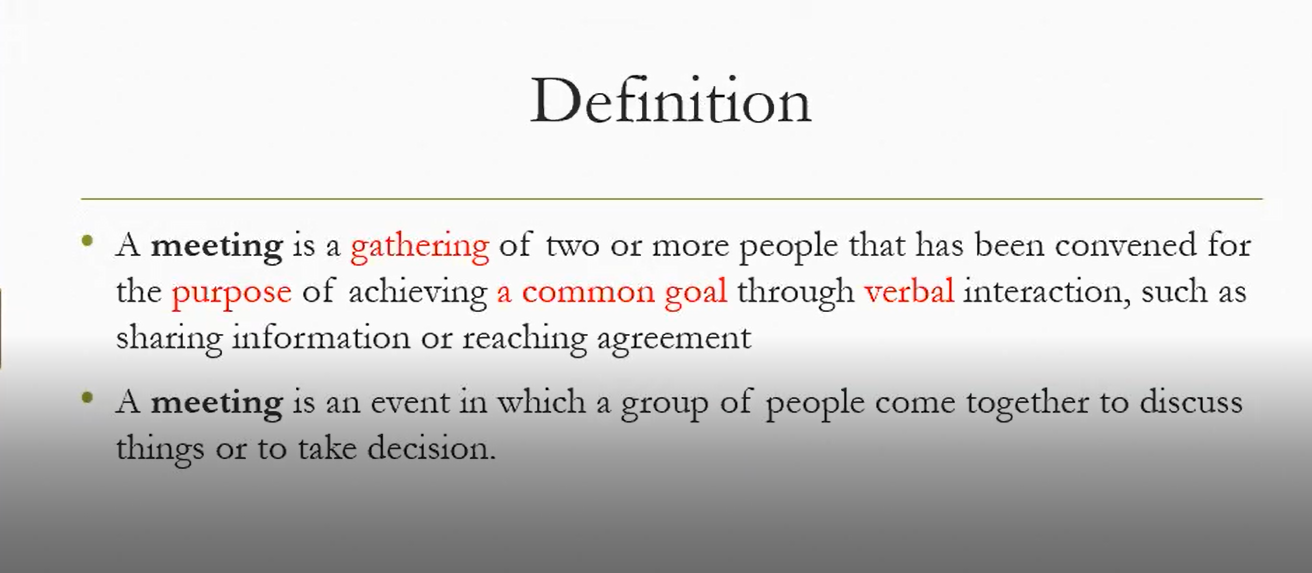 Definition
• A meeting is a gathering of two or more people that has been convened for
the purpose of achieving a common goal through verbal interaction, such as
sharing information or reaching agreement
• A meeting is an event in which a group of people come together to discuss
things or to take decision.